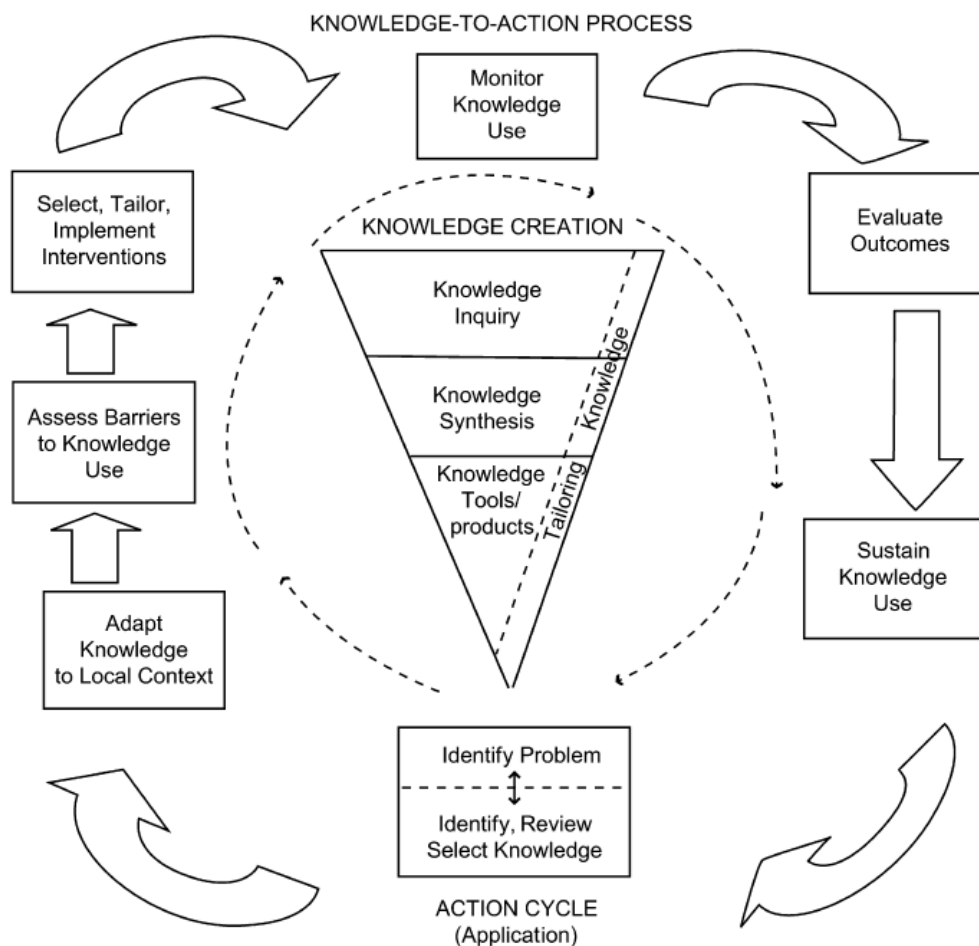 KNOWLEDGE-TO-ACTION PROCESS
Monitor
Knowledge
Use
Select, Tailor,
Implement
Interventions
Evaluate
Outcomes
KNOWLEDGE CREATION
Knowledge
Inquiry
Knowledge
Synthesis
Knowledge
Tools/
products
Tailoring Knowledge
Assess Barriers
to Knowledge
Use
Sustain
Knowledge
Use
Adapt
Knowledge
to Local Context
Identify Problem
Identify, Review
Select Knowledge
ACTION CYCLE
(Application)